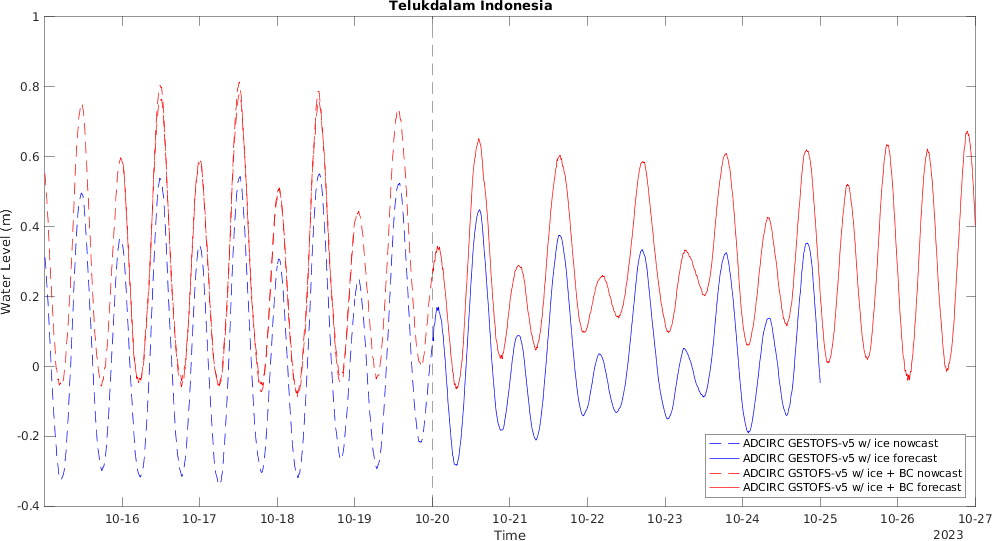 Telukdalam Indonesia
1
0.8
0.6
0.4
0.2
0
-0.2
-0.4
Water Level (m)
ADCIRC GESTOFS-v5 w/ ice nowcast
ADCIRC GESTOFS-v5 w/ ice forecast
ADCIRC GSTOFS-v5 w/ ice + BC nowcast
ADCIRC GSTOFS-v5 w/ ice + BC forecast
10-16 10-17 10-18 10-19 10-20 10-21 10-22 10-23 10-24 10-25 10-26 10-27
Time
2023